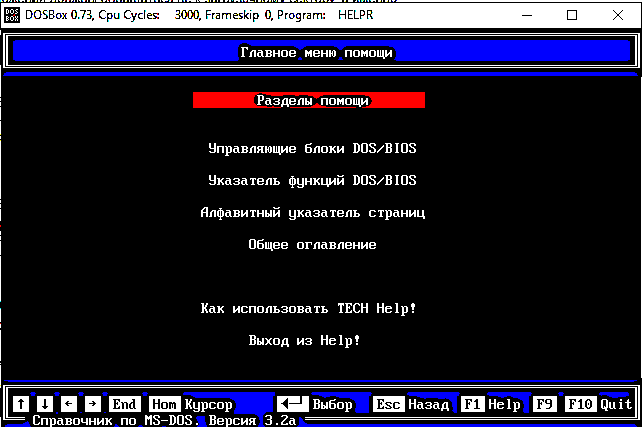 DOSBox 0.73, Cpu Cycles: 3000, Frameskip 0, Program: HELPR
Главное меню помощи
Разделы помощи
Управляющие блоки DOS/BIOS
Указатель функций DOS/BIOS
Алфавитный указатель страниц
Общее оглавление
Как использовать TECH Help!
Выход из Help!
↑ ↓ ← → End Hom Курсор ←┘ Выбор Esc Назад F1 Help F9 F10 Quit
Справочник по MS-DOS. Версия 3.2a